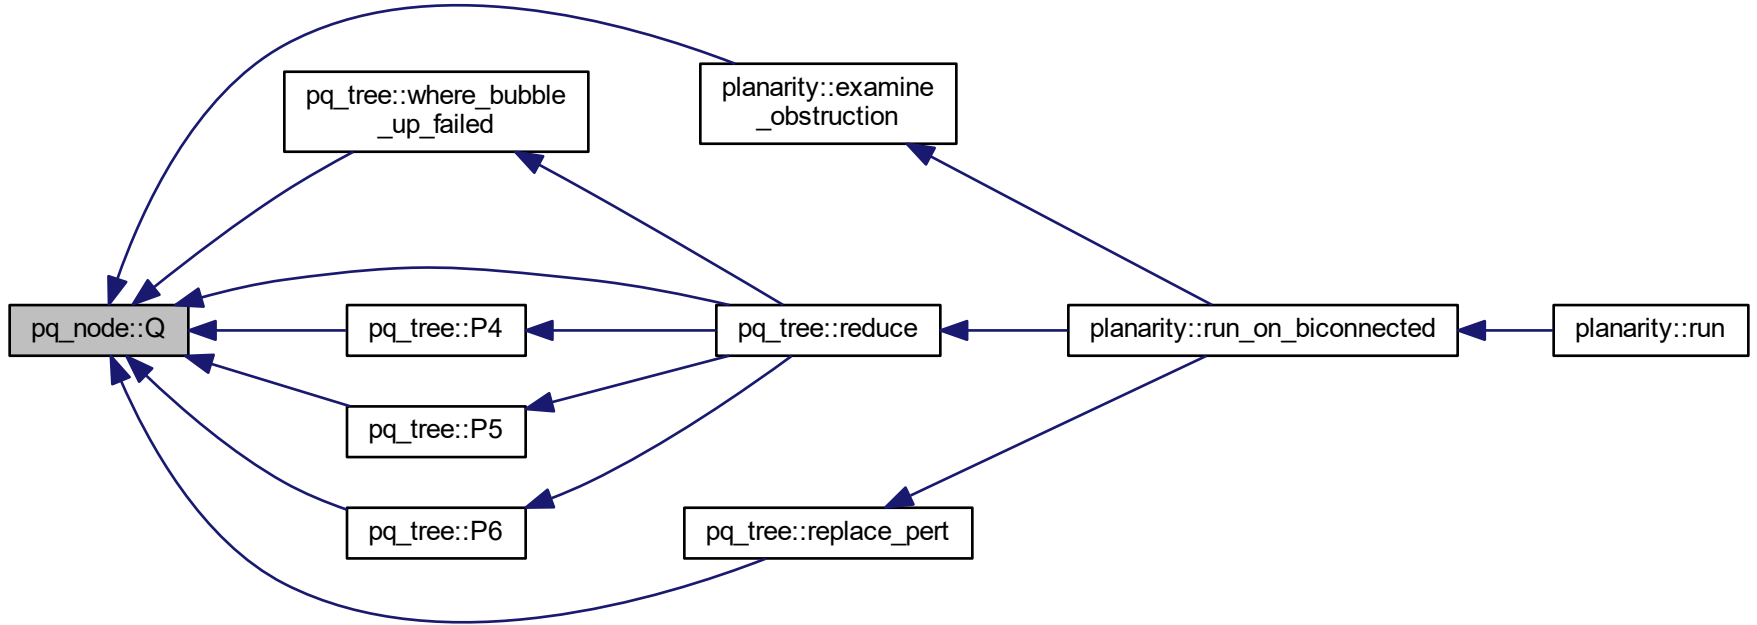 planarity::examine
_obstruction
pq_tree::where_bubble
_up_failed
pq_node::Q
pq_tree::P4
pq_tree::reduce
planarity::run_on_biconnected
planarity::run
pq_tree::P5
pq_tree::P6
pq_tree::replace_pert